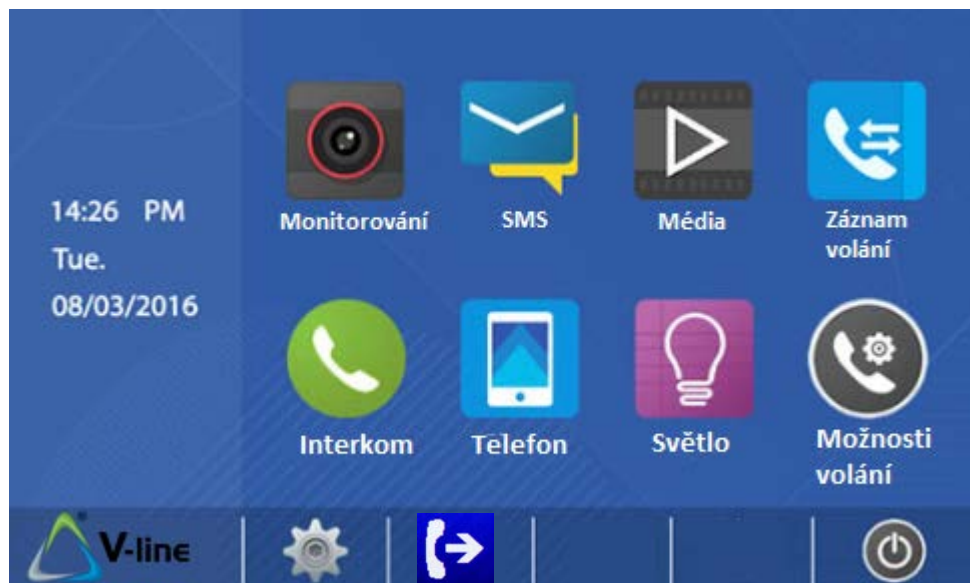 14:26 PM
Tue.
08/03/2016
Monitorování
SMS
Média
Záznam
volání
Interkom
Telefon
Světlo
Možnosti
volání
V-line